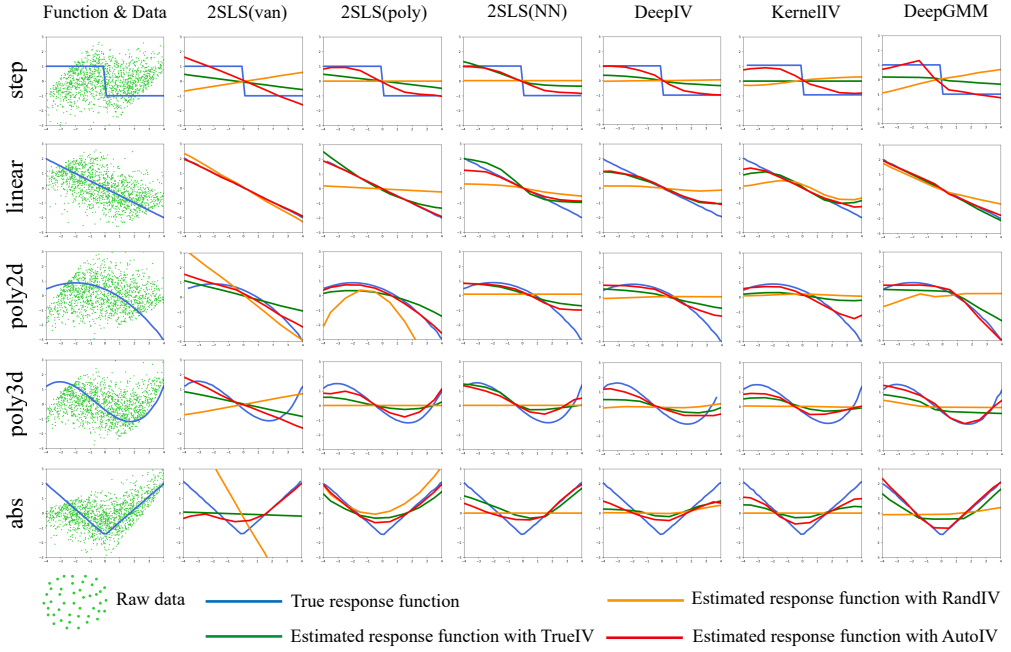 Function & Data 2SLS(van) 2SLS(poly) 2SLS(NN) DeepIV KernelIV DeepGMM
step
linear
poly2d
poly3d
abs
Raw data
True response function
Estimated response function with RandIV
Estimated response function with TrueIV
Estimated response function with AutoIV